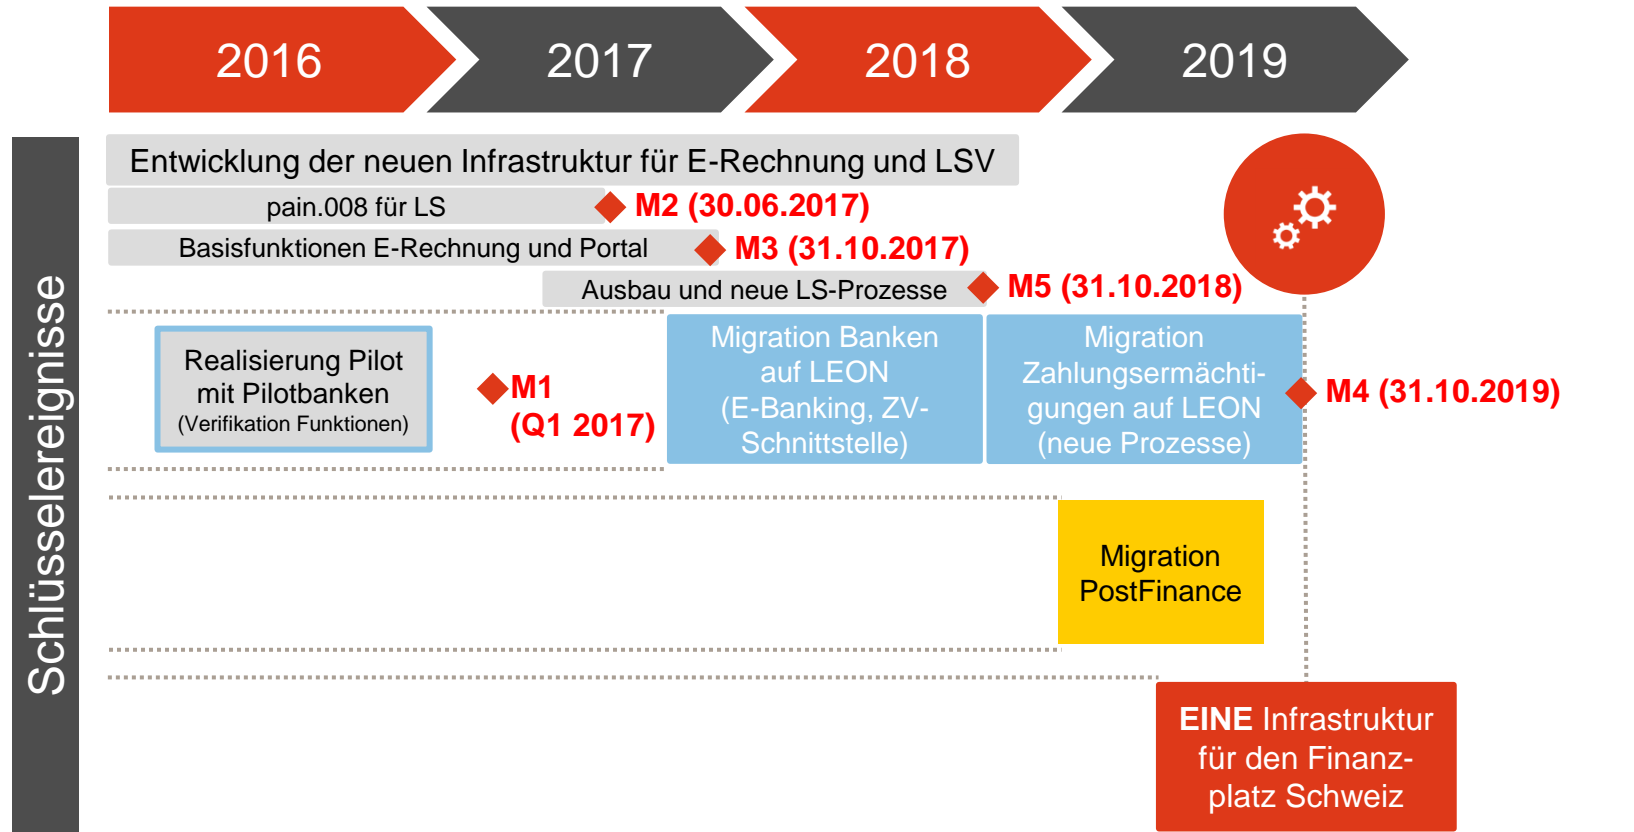 2016
2017
2018
2019
Schlüsselereignisse
Entwicklung der neuen Infrastruktur für E-Rechnung und LSV
pain.008 für LS
M2 (30.06.2017)
Basisfunktionen E-Rechnung und Portal
M3 (31.10.2017)
Ausbau und neue LS-Prozesse
M5 (31.10.2018)
Realisierung Pilot
mit Pilotbanken
(Verifikation Funktionen)
M1
(Q1 2017)
Migration Banken
auf LEON
(E-Banking, ZV-
Schnittstelle)
Migration
Zahlungsermächti-
gungen auf LEON
(neue Prozesse)
M4 (31.10.2019)
Migration
PostFinance
EINE Infrastruktur
für den Finanz-
platz Schweiz